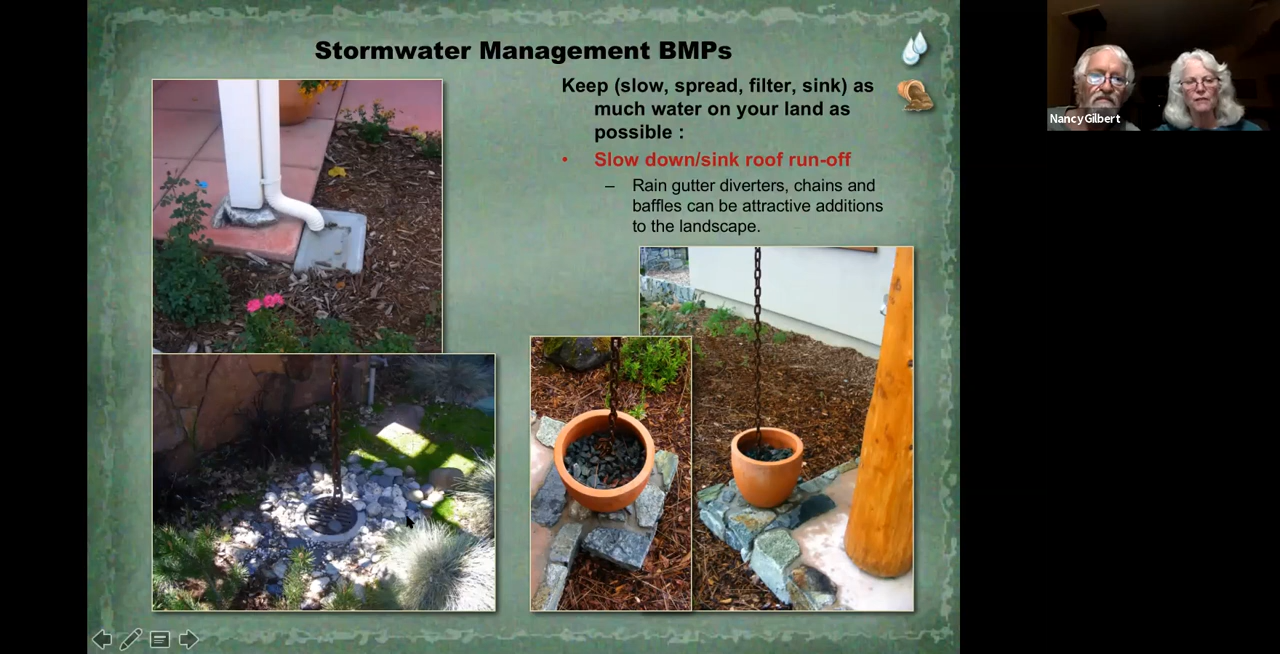 Stormwater Management BMPs
Keep (slow, spread, filter, sink) as
much water on your land as
possible :
• Slow down/sink roof run-off
– Rain gutter diverters, chains and
baffles can be attractive additions
to the landscape.
Nancy Gilbert